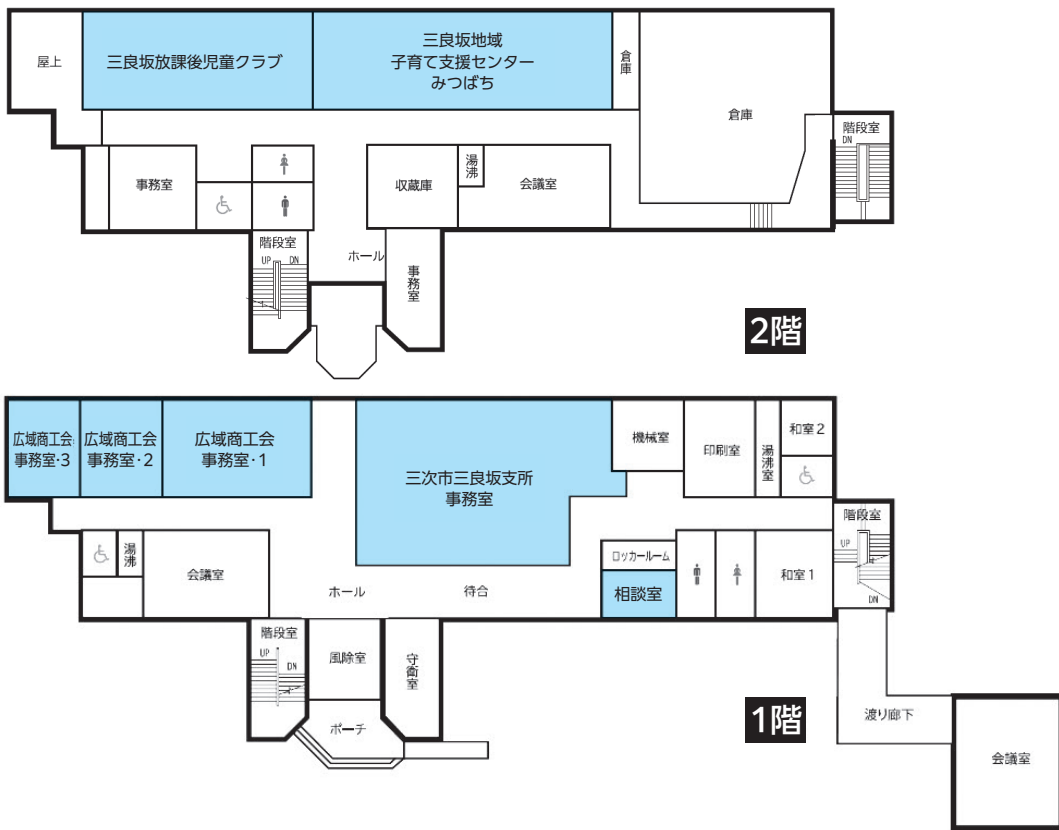 屋上
三良坂放課後児童クラブ
三良坂地域
子育て支援センター
みつばち
倉庫
倉庫
階段室
DN
事務室
収蔵庫
湯沸
会議室
階段室
UP DN
ホール
事務室
2階
広域商工会
事務室・3
広域商工会
事務室・2
広域商工会
事務室・1
三次市三良坂支所
事務室
機械室
印刷室
湯沸室
和室2
階段室
UP
DN
湯沸
会議室
ホール
待合
ロッカールーム
相談室
和室1
階段室
UP
DN
風除室
守衛室
ポーチ
1階
渡り廊下
会議室